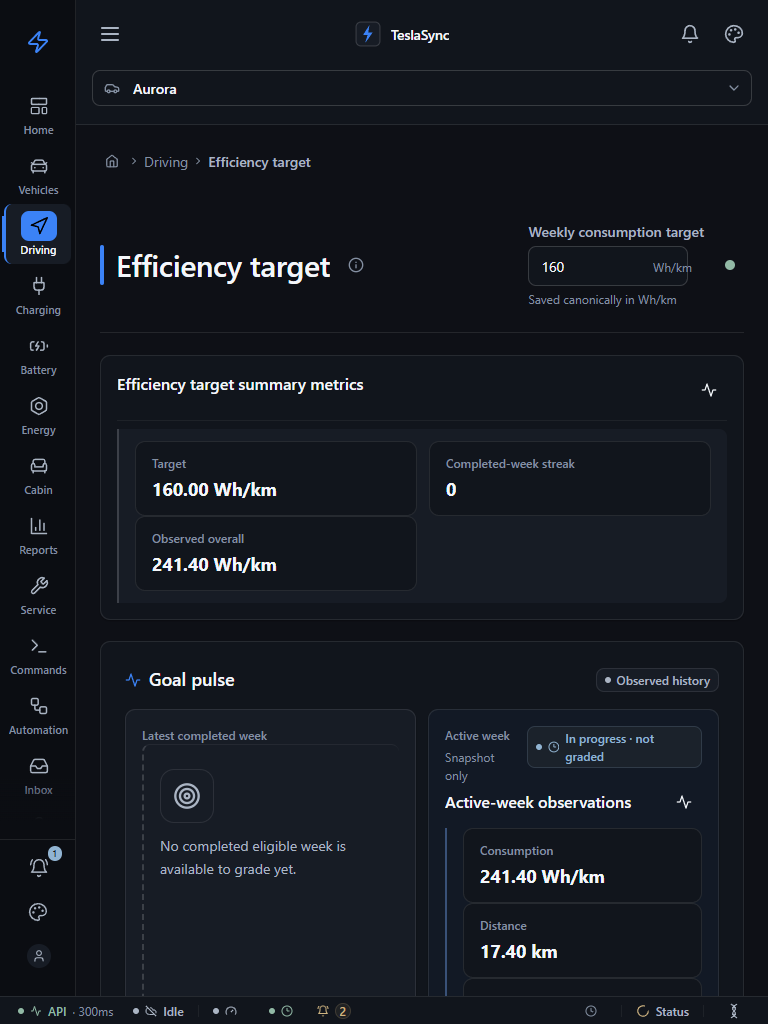 TeslaSync
Aurora
Home
Vehicles
Driving
Charging
Battery
Energy
Cabin
Reports
Service
Commands
Automation
Inbox
1
Driving
Efficiency target
Efficiency target
Weekly consumption target
160 Wh/km
Saved canonically in Wh/km
Efficiency target summary metrics
Target
160.00 Wh/km
Completed-week streak
0
Observed overall
241.40 Wh/km
Goal pulse
Observed history
Latest completed week
No completed eligible week is
available to grade yet.
Active week
Snapshot
only
In progress · not
graded
Active-week observations
Consumption
241.40 Wh/km
Distance
17.40 km
API · 300ms
Idle
2
Status